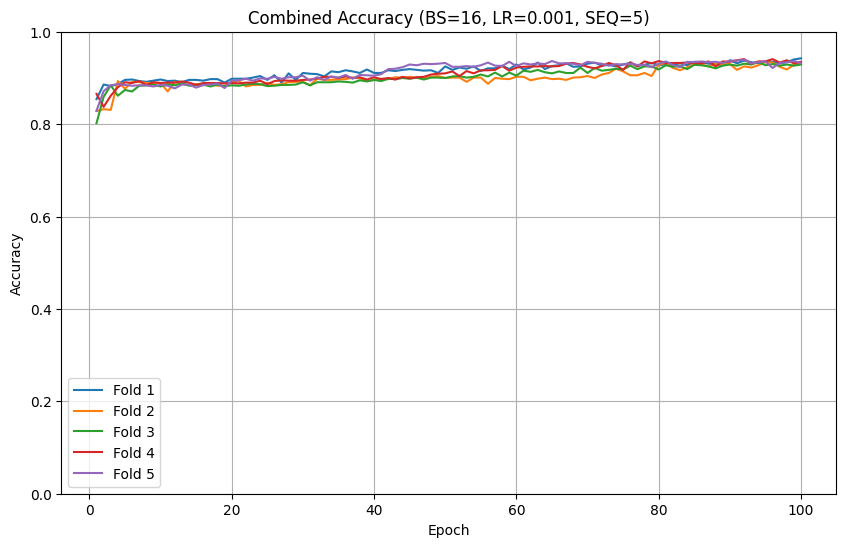 Combined Accuracy (BS=16, LR=0.001, SEQ=5)
1.0
0.8
0.6
0.4
0.2
0.0
Accuracy
Fold 1
Fold 2
Fold 3
Fold 4
Fold 5
0 20 40 60 80 100
Epoch